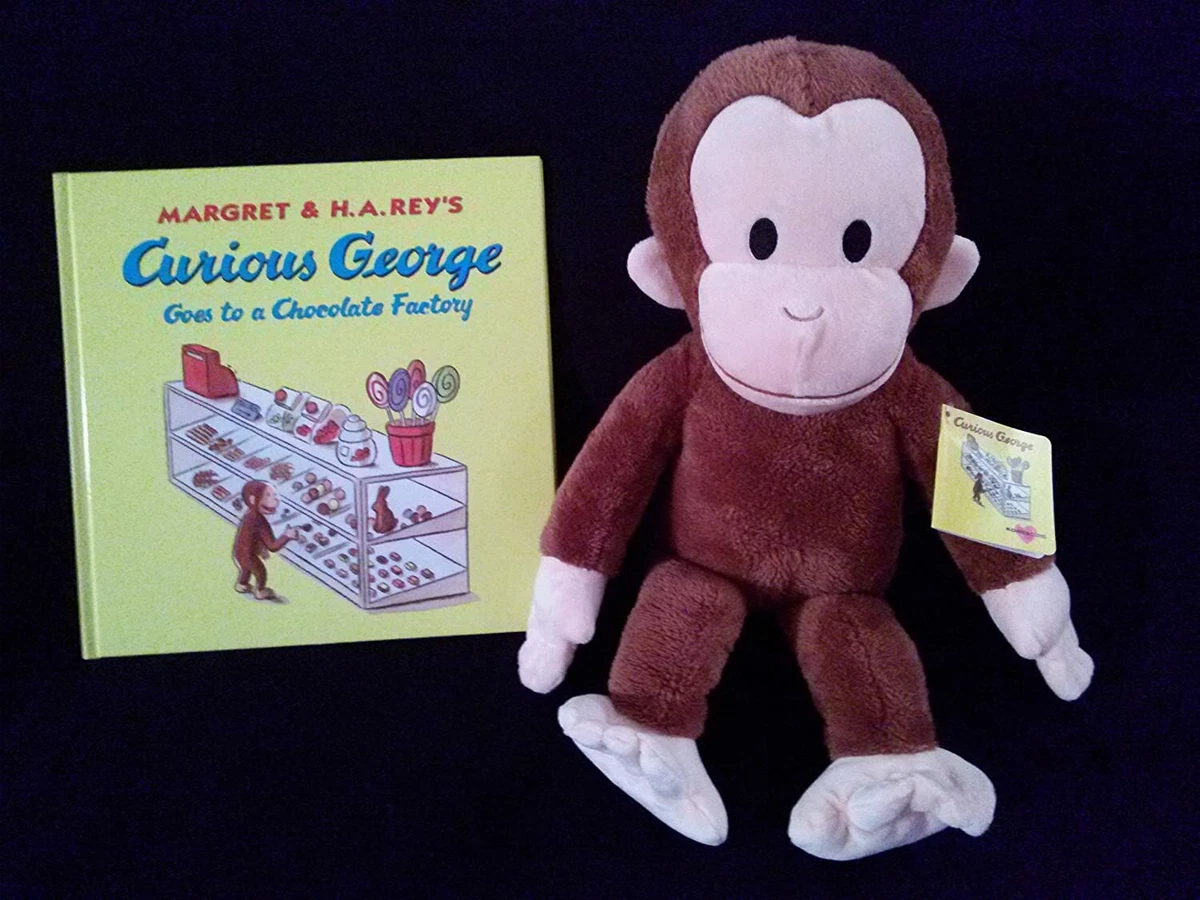 MARGRET & H.A.REY'S
Curious George
Goes to a Chocolate Factory
Curious George